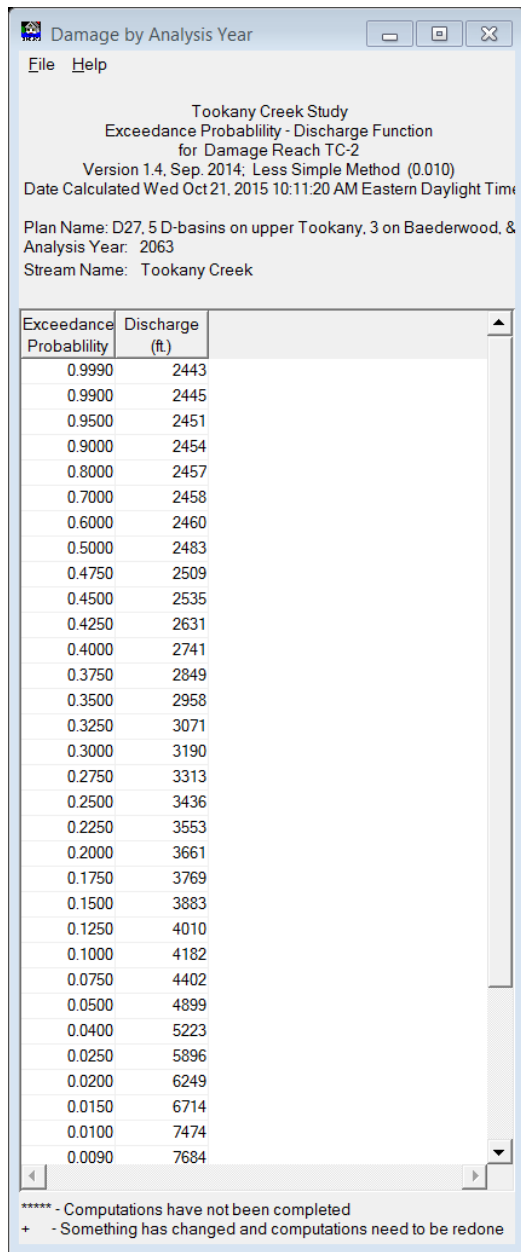 Damage by Analysis Year
File Help
Tookany Creek Study
Exceedance Probablility - Discharge Function
for Damage Reach TC-2
Version 1.4, Sep. 2014; Less Simple Method (0.010)
Date Calculated Wed Oct 21, 2015 10:11:20 AM Eastern Daylight Time
Plan Name: D27, 5 D-basins on upper Tookany, 3 on Baederwood, &
Analysis Year: 2063
Stream Name: Tookany Creek
Exceedance Discharge
Probablility (ft.)
0.9990 2443
0.9900 2445
0.9500 2451
0.9000 2454
0.8000 2457
0.7000 2458
0.6000 2460
0.5000 2483
0.4750 2509
0.4500 2535
0.4250 2631
0.4000 2741
0.3750 2849
0.3500 2958
0.3250 3071
0.3000 3190
0.2750 3313
0.2500 3436
0.2250 3553
0.2000 3661
0.1750 3769
0.1500 3883
0.1250 4010
0.1000 4182
0.0750 4402
0.0500 4899
0.0400 5223
0.0250 5896
0.0200 6249
0.0150 6714
0.0100 7474
0.0090 7684
***** - Computations have not been completed
+ - Something has changed and computations need to be redone